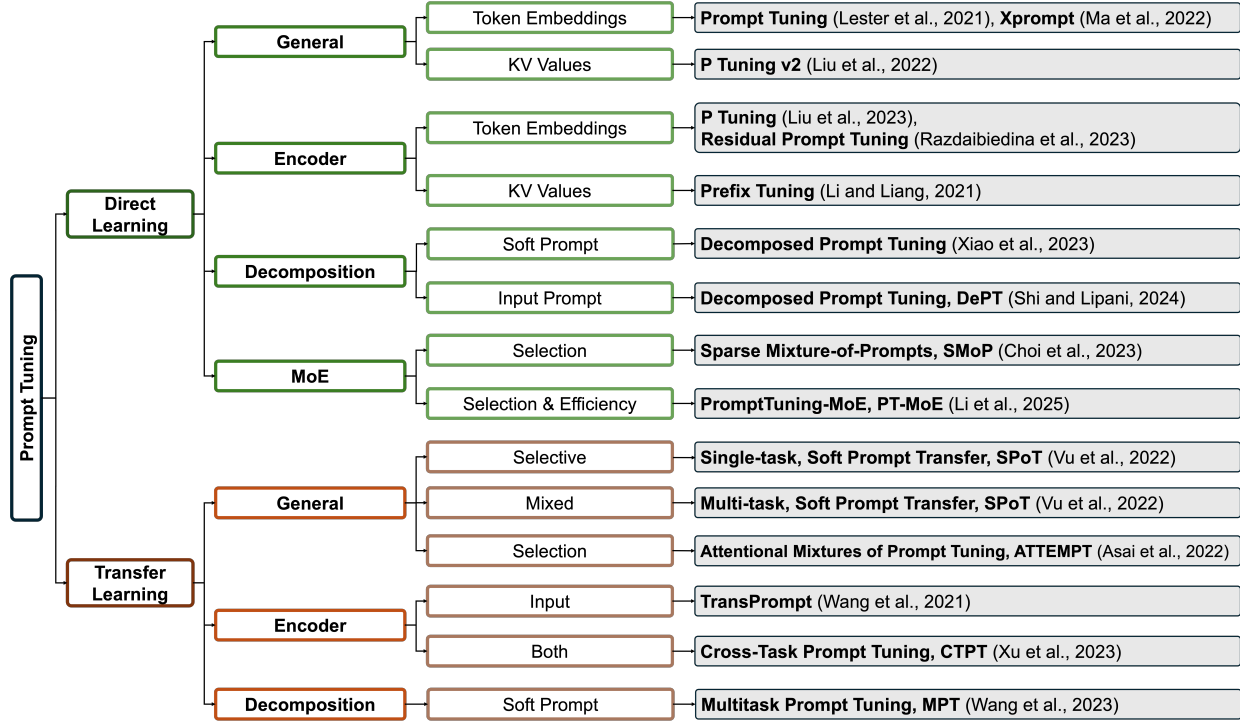 Prompt Tuning
Direct
Learning
General
Token Embeddings
Prompt Tuning (Lester et al., 2021), Xprompt (Ma et al., 2022)
KV Values
P Tuning v2 (Liu et al., 2022)
Encoder
Token Embeddings
P Tuning (Liu et al., 2023),
Residual Prompt Tuning (Razdaibiedina et al., 2023)
KV Values
Prefix Tuning (Li and Liang, 2021)
Decomposition
Soft Prompt
Decomposed Prompt Tuning (Xiao et al., 2023)
Input Prompt
Decomposed Prompt Tuning, DePT (Shi and Lipani, 2024)
MoE
Selection
Sparse Mixture-of-Prompts, SMoP (Choi et al., 2023)
Selection & Efficiency
PromptTuning-MoE, PT-MoE (Li et al., 2025)
Transfer
Learning
General
Selective
Single-task, Soft Prompt Transfer, SPoT (Vu et al., 2022)
Mixed
Multi-task, Soft Prompt Transfer, SPoT (Vu et al., 2022)
Selection
Attentional Mixtures of Prompt Tuning, ATTEMPT (Asai et al., 2022)
Encoder
Input
TransPrompt (Wang et al., 2021)
Both
Cross-Task Prompt Tuning, CTPT (Xu et al., 2023)
Decomposition
Soft Prompt
Multitask Prompt Tuning, MPT (Wang et al., 2023)